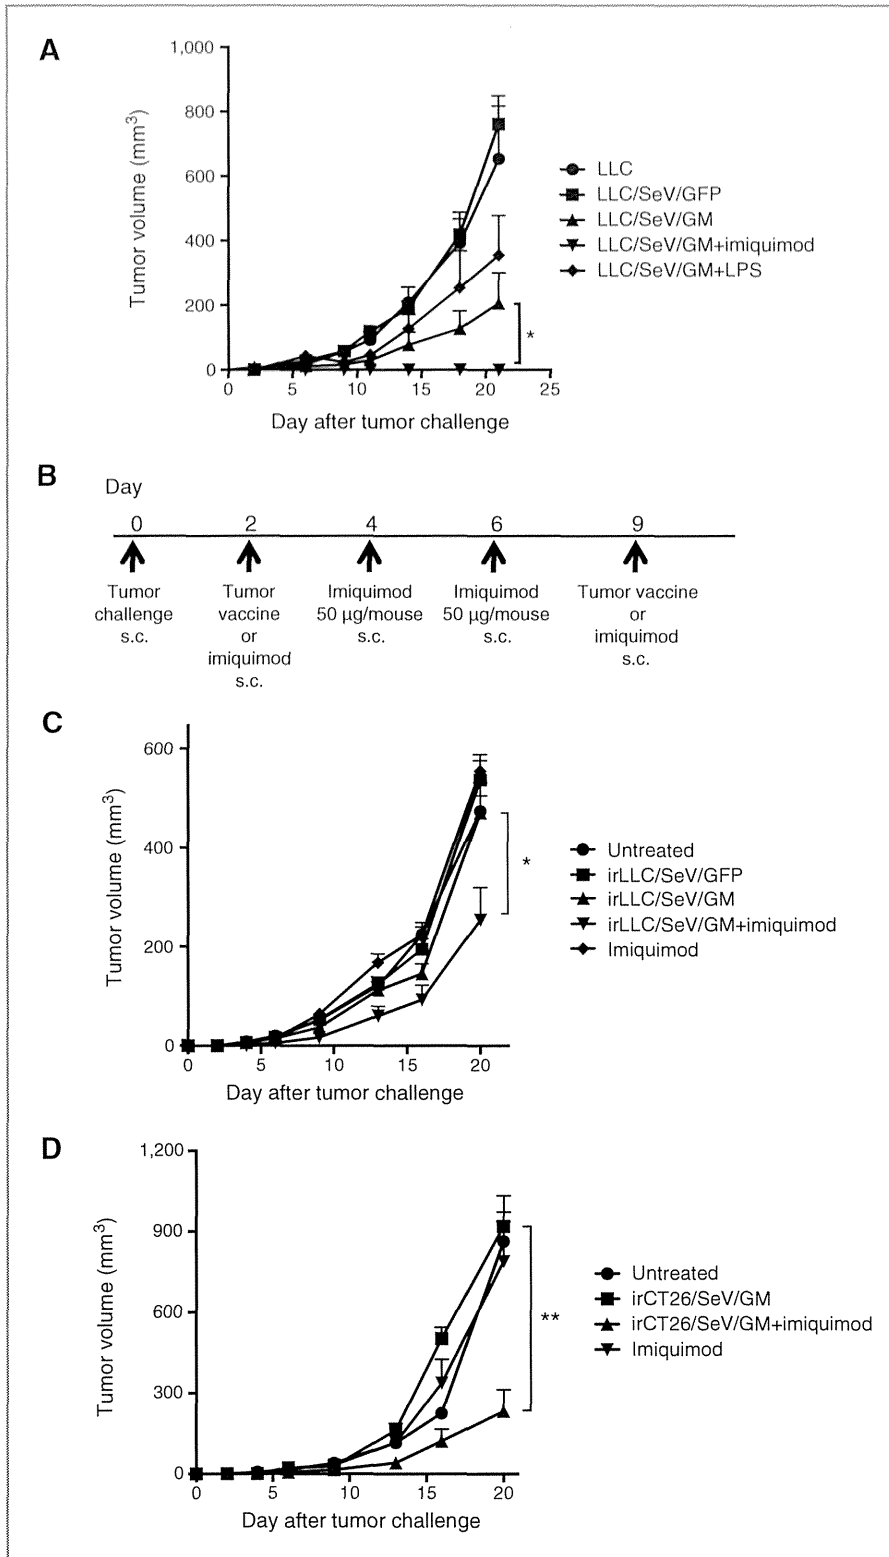 A
1,000
800
600
400
200
0
Tumor volume (mm3)
0 5 10 15 20 25
Day after tumor challenge
LLC
LLC/SeV/GFP
LLC/SeV/GM
LLC/SeV/GM+imiquimod
LLC/SeV/GM+LPS
*
B
Day
0 2 4 6 9
Tumor
challenge
s.c.
Tumor
vaccine
or
imiquimod
s.c.
Imiquimod
50 µg/mouse
s.c.
Imiquimod
50 µg/mouse
s.c.
Tumor vaccine
or
imiquimod
s.c.
C
600
400
200
0
Tumor volume (mm3)
0 5 10 15 20
Day after tumor challenge
*
Untreated
irLLC/SeV/GFP
irLLC/SeV/GM
irLLC/SeV/GM+imiquimod
Imiquimod
D
1,200
900
600
300
0
Tumor volume (mm3)
0 5 10 15 20
Day after tumor challenge
**
Untreated
irCT26/SeV/GM
irCT26/SeV/GM+imiquimod
Imiquimod